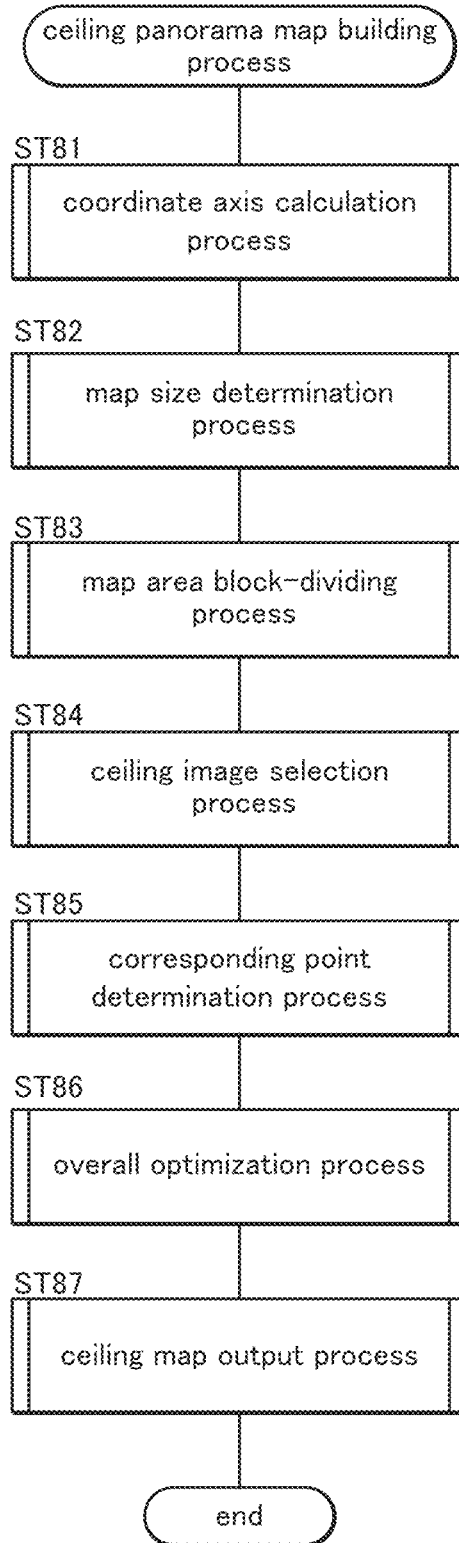 ceiling panorama map building
process
ST81
coordinate axis calculation
process
ST82
map size determination
process
ST83
map area block-dividing
process
ST84
ceiling image selection
process
ST85
corresponding point
determination process
ST86
overall optimization process
ST87
ceiling map output process
end